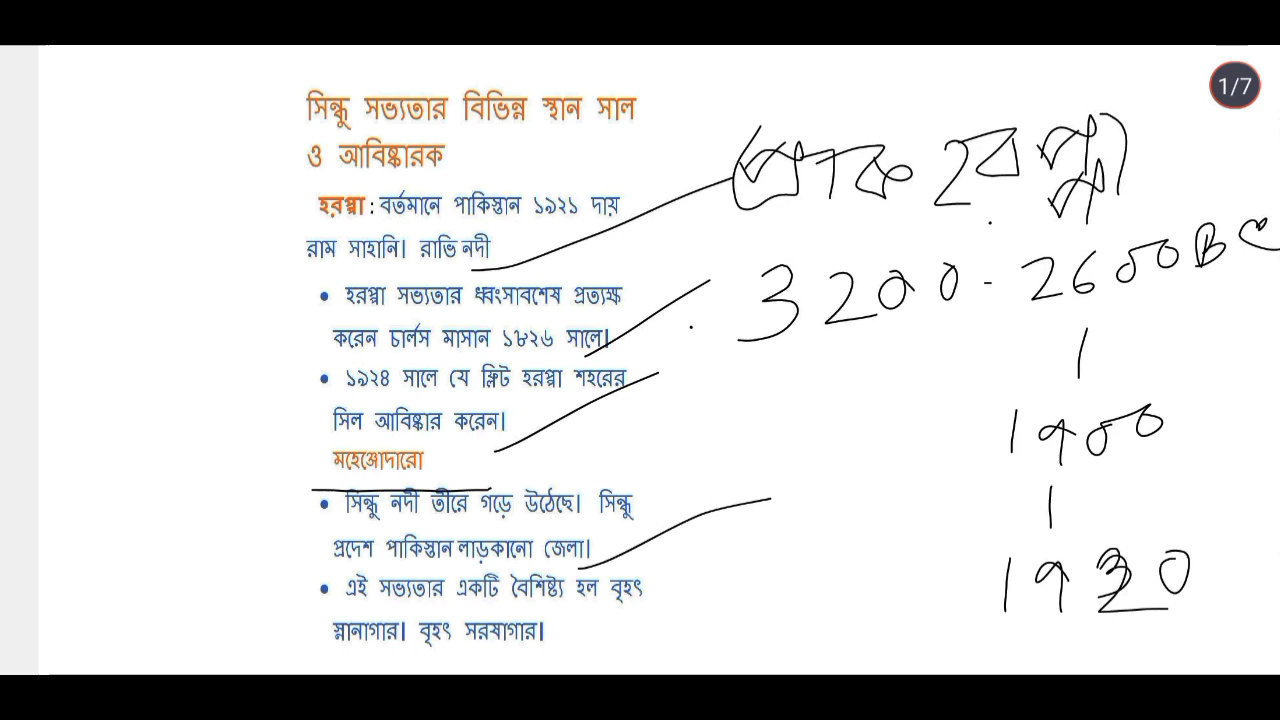 1/7
সিন্ধু সভ্যতার বিভিন্ন স্থান সাল
ও আবিষ্কারক
হরপ্পা : বর্তমানে পাকিস্তান ১৯২১ দায়
রাম সাহানি। রাভি নদী
• হরপ্পা সভ্যতার ধ্বংসাবশেষ প্রত্যক্ষ
করেন চার্লস মাসান ১৮২৬ সালে।
• ১৯২৪ সালে যে ফ্লিট হরপ্পা শহরের
সিল আবিষ্কার করেন।
মহেঞ্জোদারো
• সিন্ধু নদী তীরে গড়ে উঠেছে। সিন্ধু
প্রদেশ পাকিস্তান লাড়কানো জেলা।
• এই সভ্যতার একটি বৈশিষ্ট্য হল বৃহৎ
স্নানাগার। বৃহৎ সরষাগার।
প্রাক হরপ্পা
3200 - 2600 BC
1900